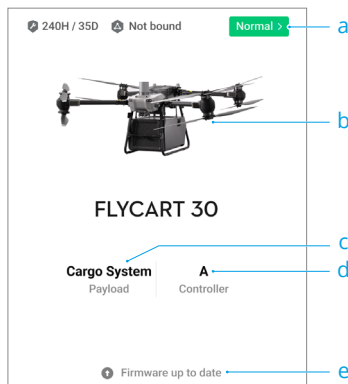 240H / 35D Not bound Normal > a
b
FLYCART 30
c
Cargo System A d
Payload Controller
Firmware up to date e